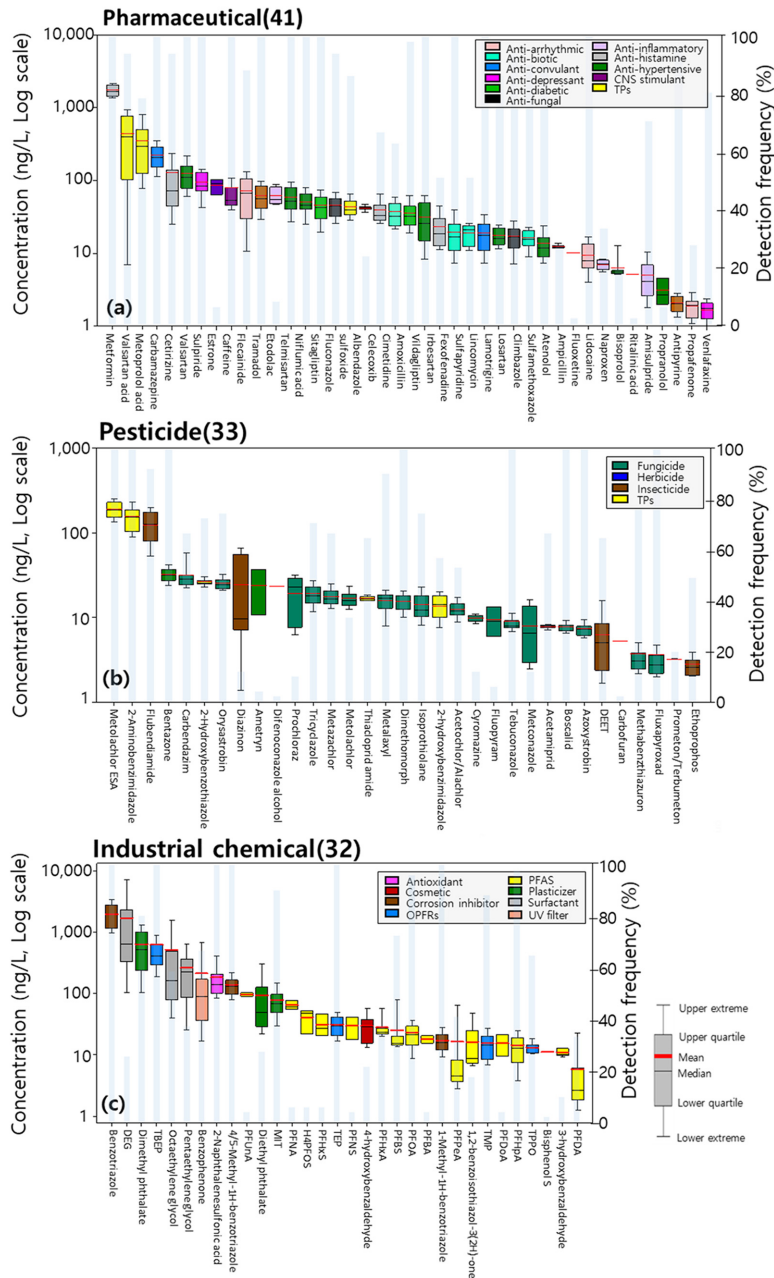 Pharmaceutical(41)
10,000
1,000
100
10
1
Concentration (ng/L, Log scale)
100
80
60
40
20
0
Detection frequency (%)
Anti-arrhythmic
Anti-biotic
Anti-convulant
Anti-depressant
Anti-diabetic
Anti-fungal
Anti-inflammatory
Anti-histamine
Anti-hypertensive
CNS stimulant
TPs
(a)
Metformin
Valsartan acid
Metoprolol acid
Carbamazepine
Cetirizine
Valsartan
Sulpiride
Estrone
Caffeine
Flecainide
Tramadol
Etodolac
Telmisartan
Niflumic acid
Sitagliptin
Fluconazole
sulfoxide
Albendazole
Celecoxib
Cimetidine
Amoxicillin
Vildagliptin
Irbesartan
Fexofenadine
Sulfapyridine
Lincomycin
Lamotrigine
Losartan
Climbazole
Sulfamethoxazole
Atenolol
Ampicillin
Fluoxetine
Lidocaine
Naproxen
Bisoprolol
Ritalinic acid
Amisulpride
Propranolol
Antipyrine
Propafenone
Venlafaxine
Pesticide(33)
1,000
100
10
1
Concentration (ng/L, Log scale)
100
80
60
40
20
0
Detection frequency (%)
Fungicide
Herbicide
Insecticide
TPs
(b)
Metolachlor ESA
2-Aminobenzimidazole
Flubendiamide
Bentazone
Carbendazim
2-Hydroxybenzothiazole
Orysastrobin
Diazinon
Ametryn
Difenoconazole alcohol
Prochloraz
Tricydazole
Metazachlor
Metolachlor
Thiadoprid amide
Metalaxyl
Dimethomorph
Isoprothiolane
2-hydroxybenzimidazole
Acetochlor/Alachlor
Cyromazine
Fluopyram
Tebuconazole
Metconazole
Acetamiprid
Boscalid
Azoxystrobin
DEET
Carbofuran
Methabenzthiazuron
Fluxapyroxad
Prometon/Terbumeton
Ethoprophos
Industrial chemical(32)
10,000
1,000
100
10
1
Concentration (ng/L, Log scale)
100
80
60
40
20
0
Detection frequency (%)
Antioxidant
Cosmetic
Corrosion inhibitor
OPFRs
PFAS
Plasticizer
Surfactant
UV filter
(c)
Benzotriazole
DEG
Dimethyl phthalate
TBEP
Octaethylene glycol
Pentaethylene glycol
Benzophenone
2-Naphthalenesulfonic acid
4/5-Methyl-1H-benzotriazole
PFUnA
Diethyl phthalate
MIT
PFNA
H4PFOS
PFHxS
TEP
PFNS
4-hydroxybenzaldehyde
PFHxA
PFBS
PFOA
PFBA
1-Methyl-1H-benzotriazole
PFPeA
1,2-benzoisothiazol-3(2H)-one
TMP
PFDoA
PFHpA
TPPO
Bisphenol S
3-hydroxybenzaldehyde
PFDA
Upper extreme
Upper quartile
Mean
Median
Lower quartile
Lower extreme